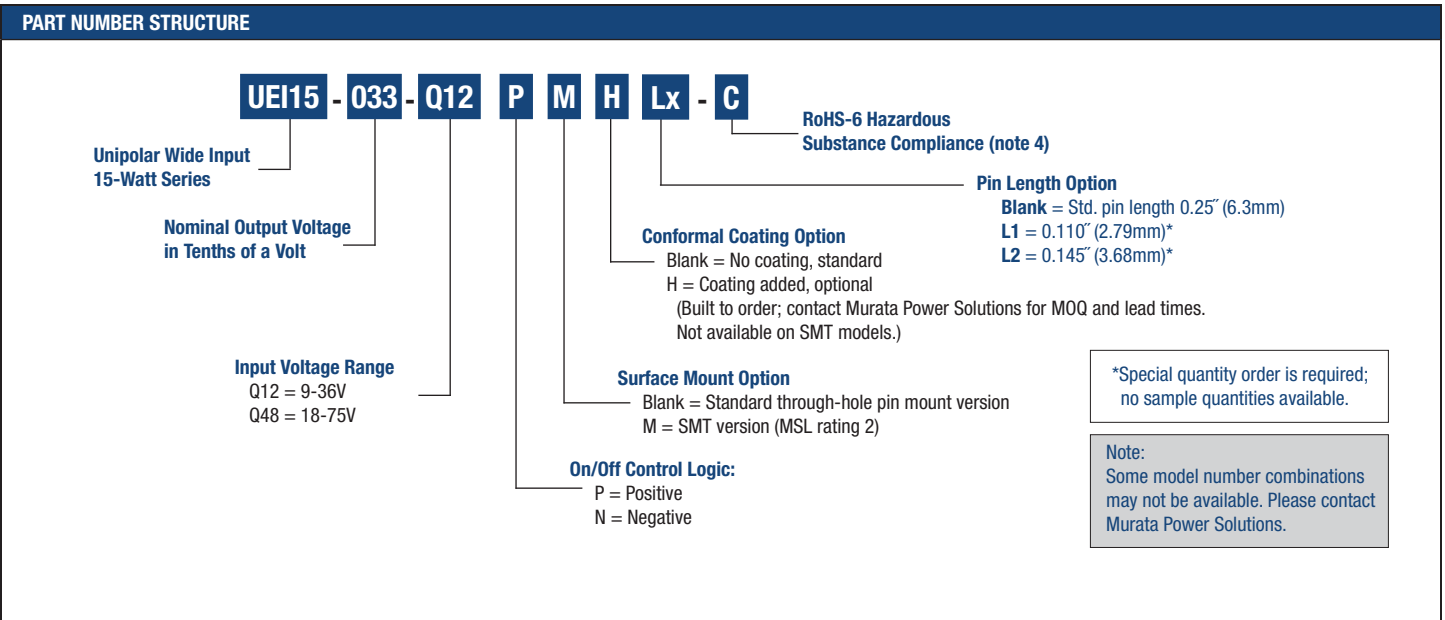 PART NUMBER STRUCTURE
UEI15 - 033 - Q12 P M H Lx - C
RoHS-6 Hazardous
Substance Compliance (note 4)
Unipolar Wide Input
15-Watt Series
Pin Length Option
Blank = Std. pin length 0.25˝ (6.3mm)
L1 = 0.110˝ (2.79mm)*
L2 = 0.145˝ (3.68mm)*
Nominal Output Voltage
in Tenths of a Volt
Conformal Coating Option
Blank = No coating, standard
H = Coating added, optional
(Built to order; contact Murata Power Solutions for MOQ and lead times.
Not available on SMT models.)
Input Voltage Range
Q12 = 9-36V
Q48 = 18-75V
Surface Mount Option
Blank = Standard through-hole pin mount version
M = SMT version (MSL rating 2)
*Special quantity order is required;
no sample quantities available.
On/Off Control Logic:
P = Positive
N = Negative
Note:
Some model number combinations
may not be available. Please contact
Murata Power Solutions.